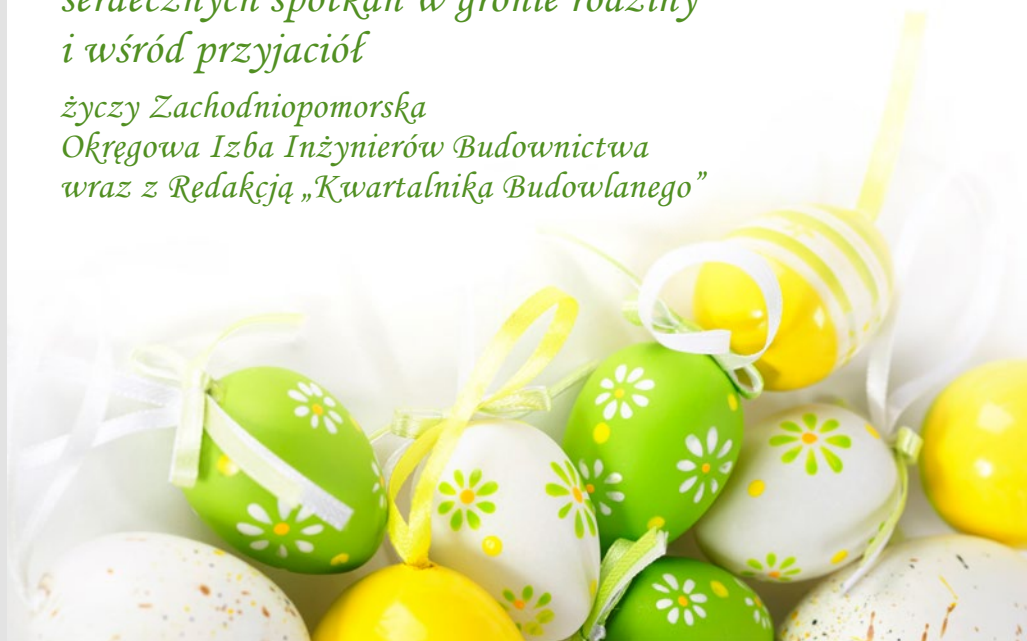 serdecznych spotkań w gronie rodziny
i wśród przyjaciół
życzy Zachodniopomorska
Okręgowa Izba Inżynierów Budownictwa
wraz z Redakcją „Kwartalnika Budowlanego”